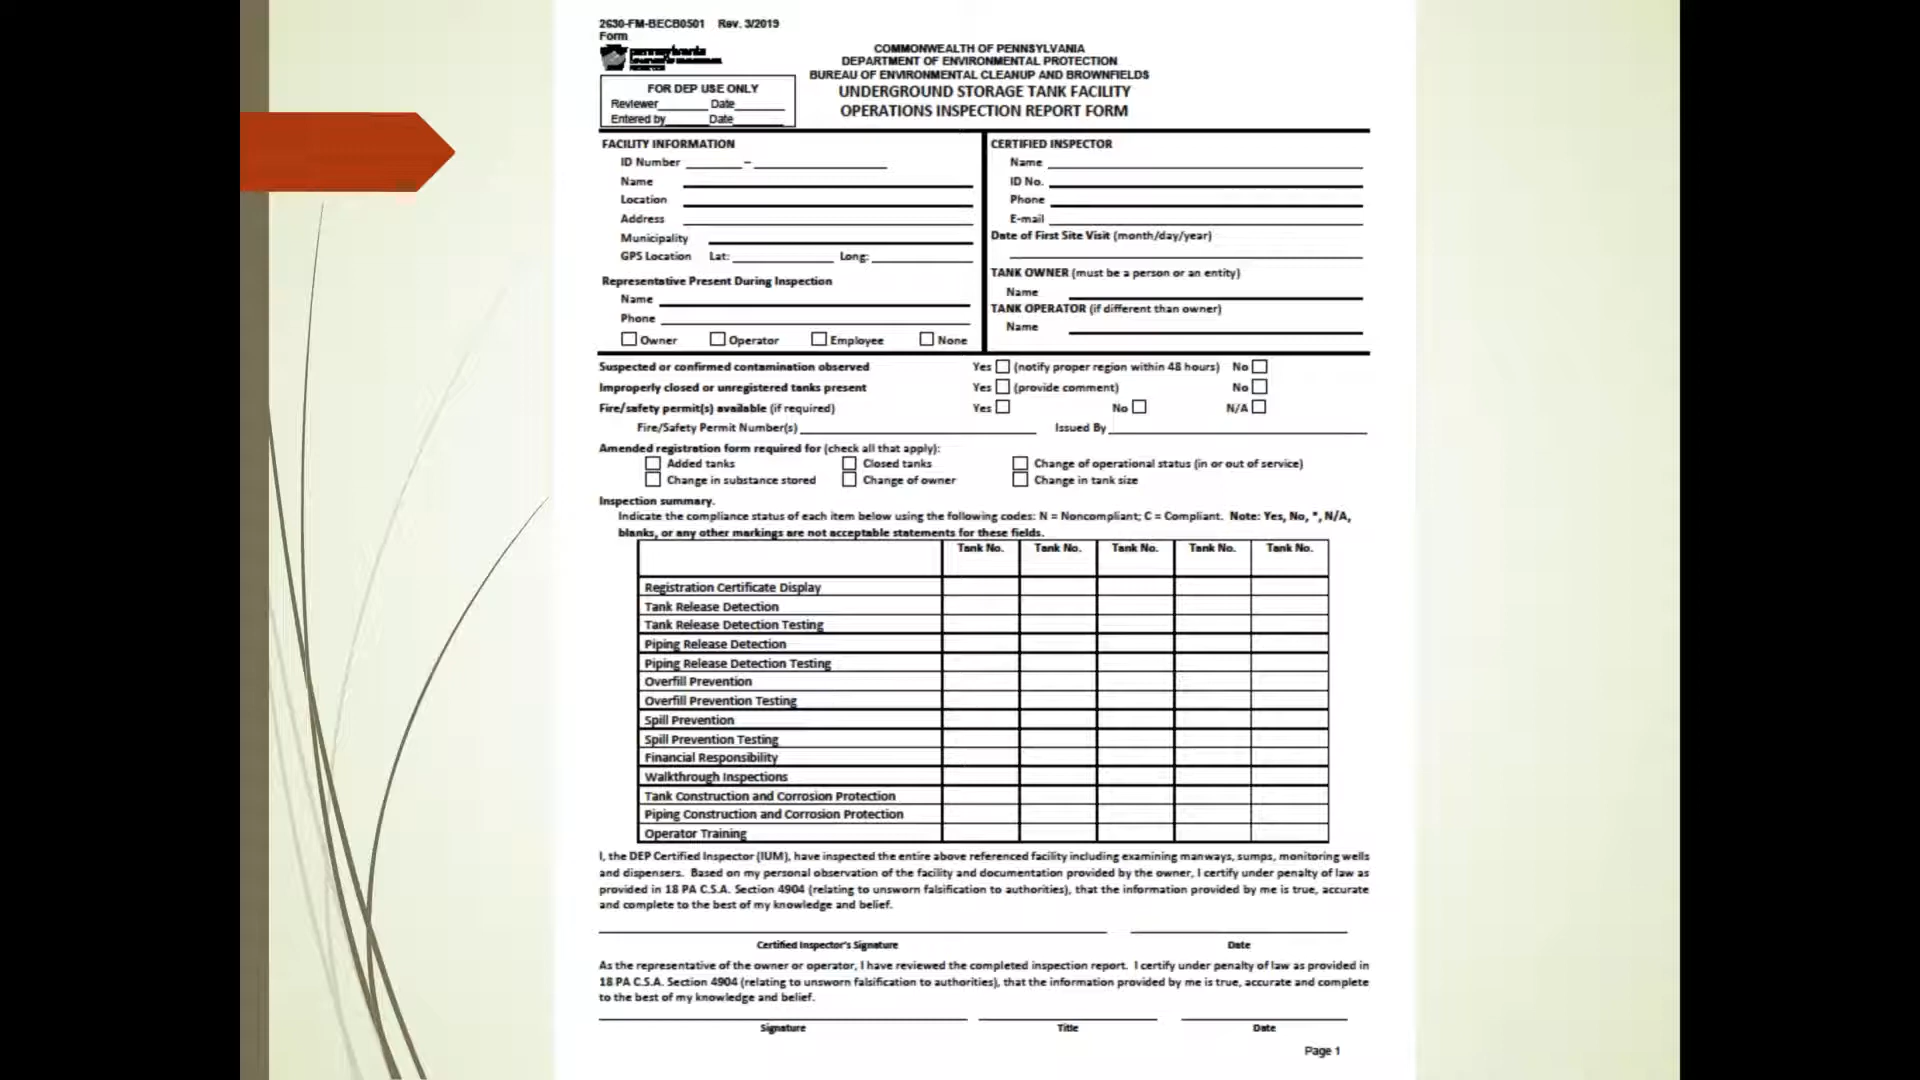 2630-FM-BECB0501 Rev. 3/2019
Form
pennsylvania
COMMONWEALTH OF PENNSYLVANIA
DEPARTMENT OF ENVIRONMENTAL PROTECTION
BUREAU OF ENVIRONMENTAL CLEANUP AND BROWNFIELDS
UNDERGROUND STORAGE TANK FACILITY
OPERATIONS INSPECTION REPORT FORM
FOR DEP USE ONLY
Reviewer Date
Entered by Date
FACILITY INFORMATION
ID Number –
Name
Location
Address
Municipality
GPS Location Lat: Long:
Representative Present During Inspection
Name
Phone
Owner Operator Employee None
CERTIFIED INSPECTOR
Name
ID No.
Phone
E-mail
Date of First Site Visit (month/day/year)
TANK OWNER (must be a person or an entity)
Name
TANK OPERATOR (if different than owner)
Name
Suspected or confirmed contamination observed Yes (notify proper region within 48 hours) No
Improperly closed or unregistered tanks present Yes (provide comment) No
Fire/safety permit(s) available (if required) Yes No N/A
Fire/Safety Permit Number(s) Issued By
Amended registration form required for (check all that apply):
Added tanks Closed tanks Change of operational status (in or out of service)
Change in substance stored Change of owner Change in tank size
Inspection summary.
Indicate the compliance status of each item below using the following codes: N = Noncompliant; C = Compliant. Note: Yes, No, *, N/A,
blanks, or any other markings are not acceptable statements for these fields.
Tank No. Tank No. Tank No. Tank No. Tank No.
Registration Certificate Display
Tank Release Detection
Tank Release Detection Testing
Piping Release Detection
Piping Release Detection Testing
Overfill Prevention
Overfill Prevention Testing
Spill Prevention
Spill Prevention Testing
Financial Responsibility
Walkthrough Inspections
Tank Construction and Corrosion Protection
Piping Construction and Corrosion Protection
Operator Training
I, the DEP Certified Inspector (IUM), have inspected the entire above referenced facility including examining manways, sumps, monitoring wells
and dispensers. Based on my personal observation of the facility and documentation provided by the owner, I certify under penalty of law as
provided in 18 PA C.S.A. Section 4904 (relating to unsworn falsification to authorities), that the information provided by me is true, accurate
and complete to the best of my knowledge and belief.
Certified Inspector's Signature Date
As the representative of the owner or operator, I have reviewed the completed inspection report. I certify under penalty of law as provided in
18 PA C.S.A. Section 4904 (relating to unsworn falsification to authorities), that the information provided by me is true, accurate and complete
to the best of my knowledge and belief.
Signature Title Date
Page 1